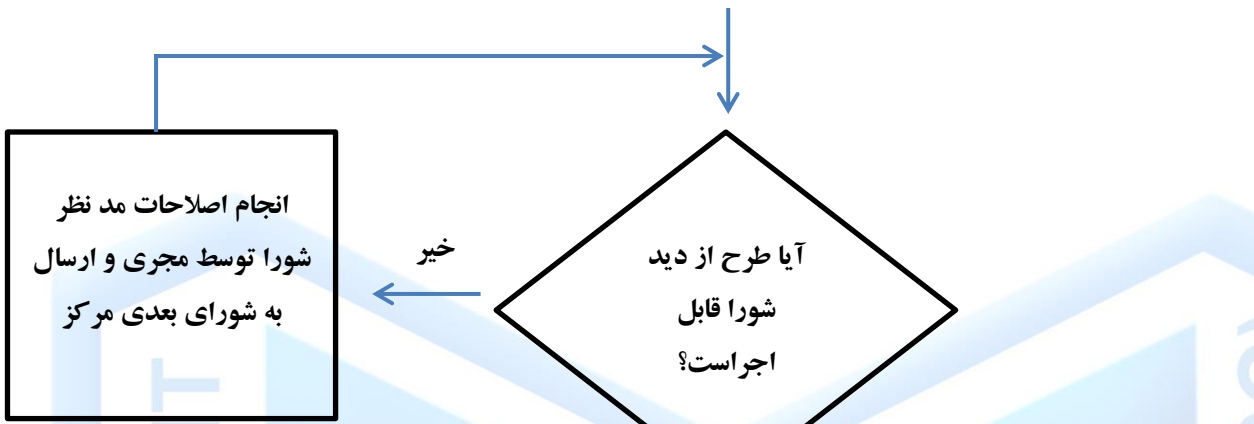 آیا طرح از دید
شورا قابل
اجراست؟
خیر
انجام اصلاحات مد نظر
شورا توسط مجری و ارسال
به شورای بعدی مرکز